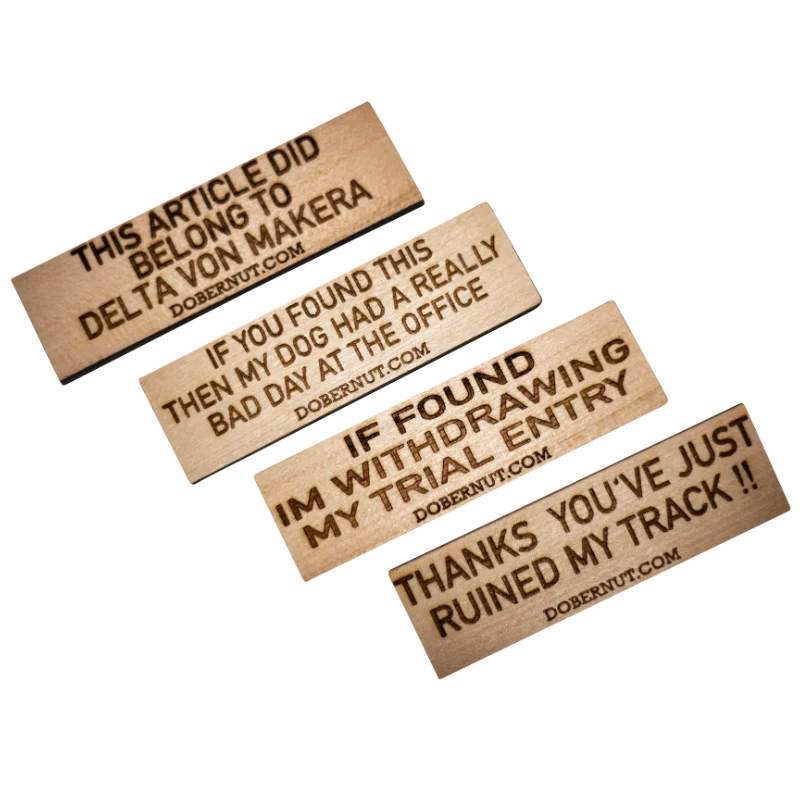 THIS ARTICLE DID
BELONG TO
DELTA VON MAKERA
DOBERNUT.COM
IF YOU FOUND THIS
THEN MY DOG HAD A REALLY
BAD DAY AT THE OFFICE
DOBERNUT.COM
IF FOUND
IM WITHDRAWING
MY TRIAL ENTRY
DOBERNUT.COM
THANKS YOU'VE JUST
RUINED MY TRACK !!
DOBERNUT.COM